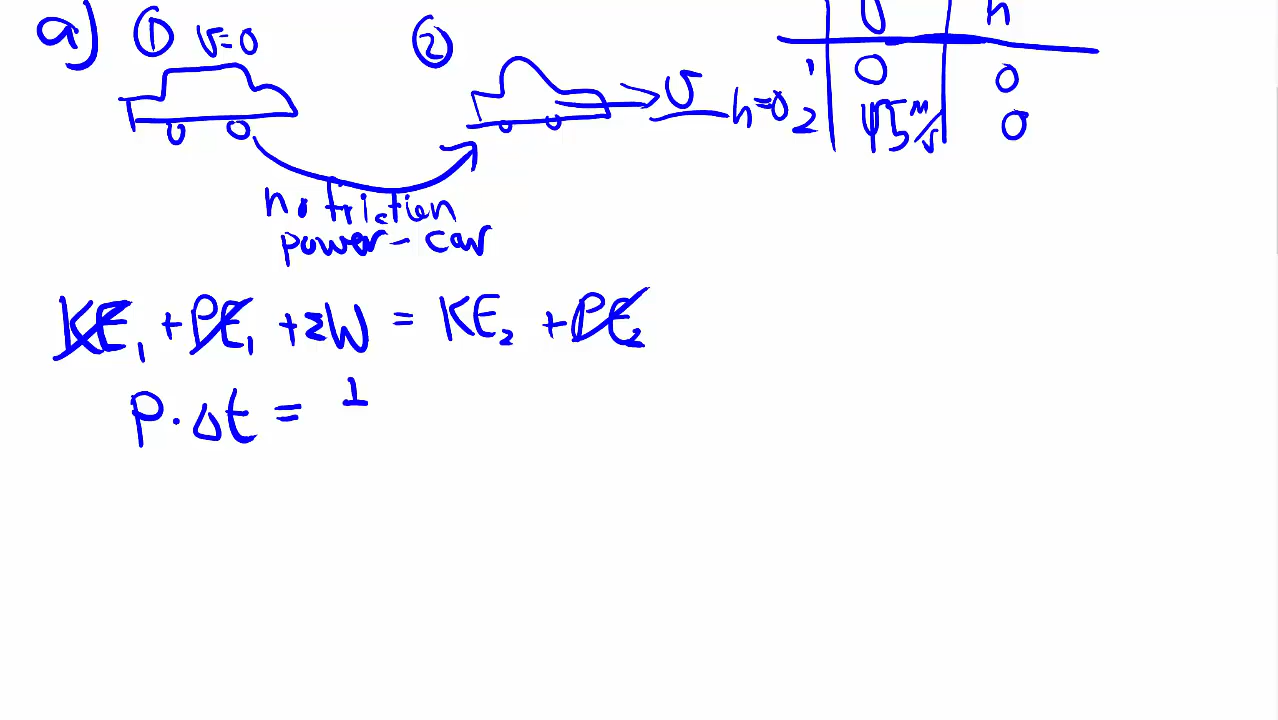 a) ① v=0 ②
v h
1 0 0
v h=0 2 45 m/s 0
no friction
power - car
KE₁ + PE₁ + ΣW = KE₂ + PE₂
P · Δt = 1